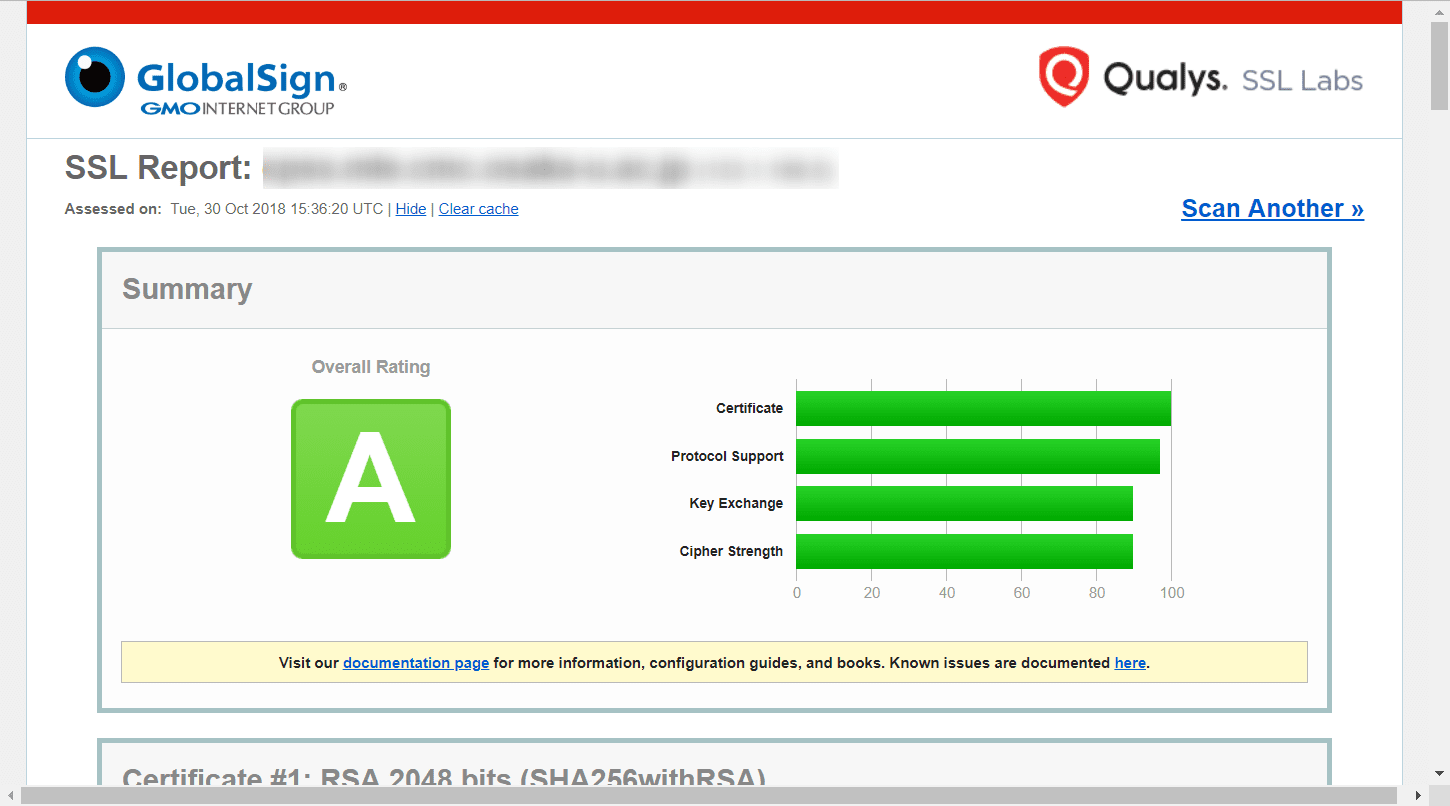 GlobalSign®
GMO INTERNET GROUP
Qualys. SSL Labs
SSL Report:
Assessed on: Tue, 30 Oct 2018 15:36:20 UTC | Hide | Clear cache
Scan Another »
Summary
Overall Rating
A
Certificate
Protocol Support
Key Exchange
Cipher Strength
0 20 40 60 80 100
Visit our documentation page for more information, configuration guides, and books. Known issues are documented here.
Certificate #1: RSA 2048 bits (SHA256withRSA)